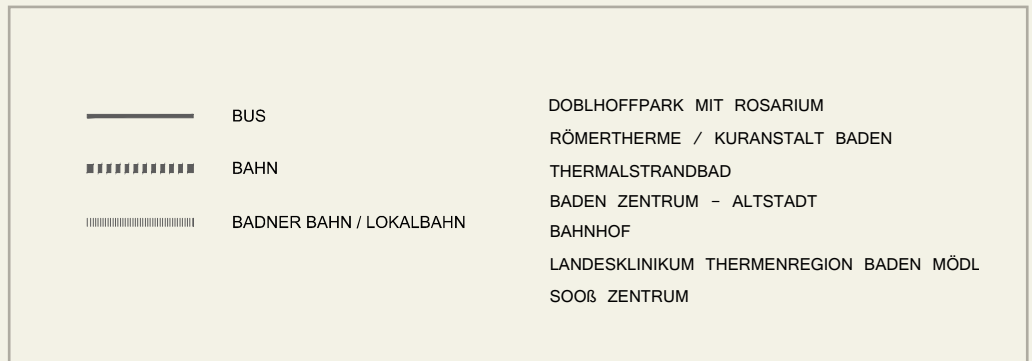 BUS
BAHN
BADNER BAHN / LOKALBAHN
DOBLHOFFPARK MIT ROSARIUM
RÖMERTHERME / KURANSTALT BADEN
THERMALSTRANDBAD
BADEN ZENTRUM - ALTSTADT
BAHNHOF
LANDESKLINIKUM THERMENREGION BADEN MÖDL
SOOß ZENTRUM